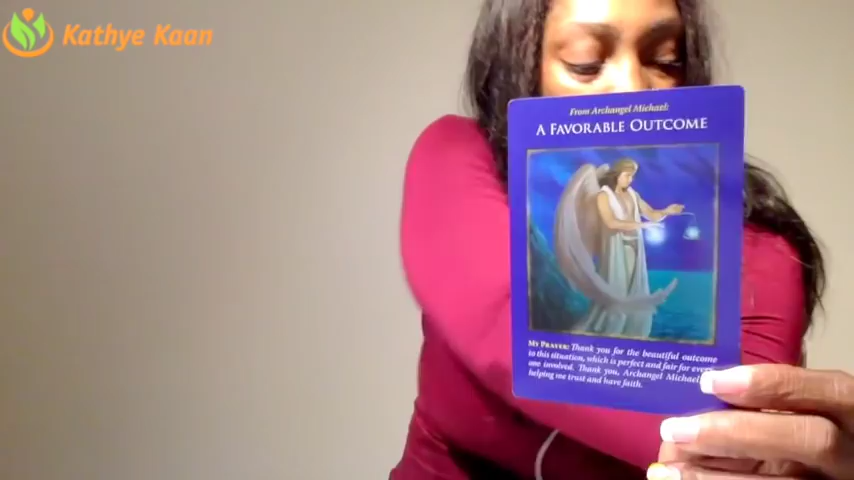 Kathye Kaan
From Archangel Michael:
A FAVORABLE OUTCOME
MY PRAYER: Thank you for the beautiful outcome
to this situation, which is perfect and fair for every
one involved. Thank you, Archangel Michael,
helping me trust and have faith.